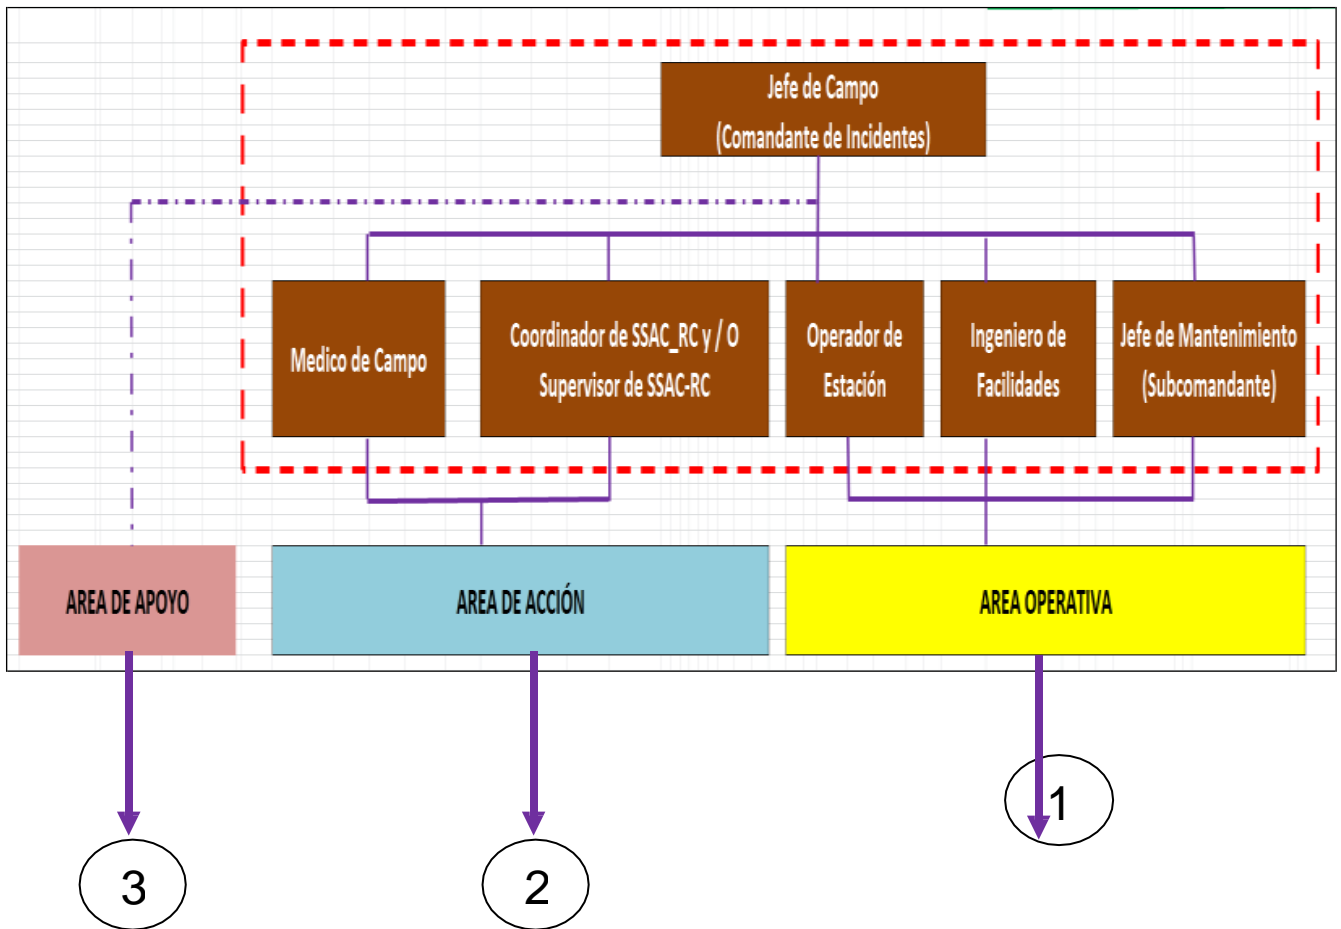 Jefe de Campo
(Comandante de Incidentes)
Medico de Campo
Coordinador de SSAC_RC y / O
Supervisor de SSAC-RC
Operador de
Estación
Ingeniero de
Facilidades
Jefe de Mantenimiento
(Subcomandante)
AREA DE APOYO
AREA DE ACCIÓN
AREA OPERATIVA
3
2
1